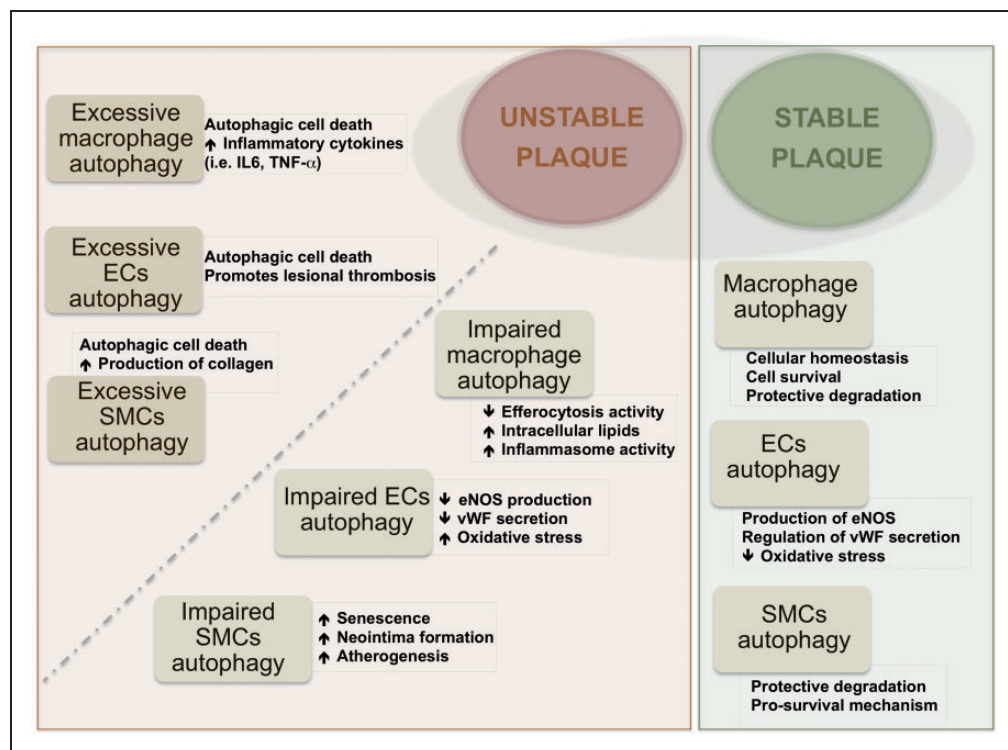 UNSTABLE
PLAQUE
Excessive
macrophage
autophagy
Autophagic cell death
↑ Inflammatory cytokines
(i.e. IL6, TNF-α)
Excessive
ECs
autophagy
Autophagic cell death
Promotes lesional thrombosis
Autophagic cell death
↑ Production of collagen
Excessive
SMCs
autophagy
Impaired
macrophage
autophagy
↓ Efferocytosis activity
↑ Intracellular lipids
↑ Inflammasome activity
Impaired ECs
autophagy
↓ eNOS production
↓ vWF secretion
↑ Oxidative stress
Impaired
SMCs
autophagy
↑ Senescence
↑ Neointima formation
↑ Atherogenesis
STABLE
PLAQUE
Macrophage
autophagy
Cellular homeostasis
Cell survival
Protective degradation
ECs
autophagy
Production of eNOS
Regulation of vWF secretion
↓ Oxidative stress
SMCs
autophagy
Protective degradation
Pro-survival mechanism